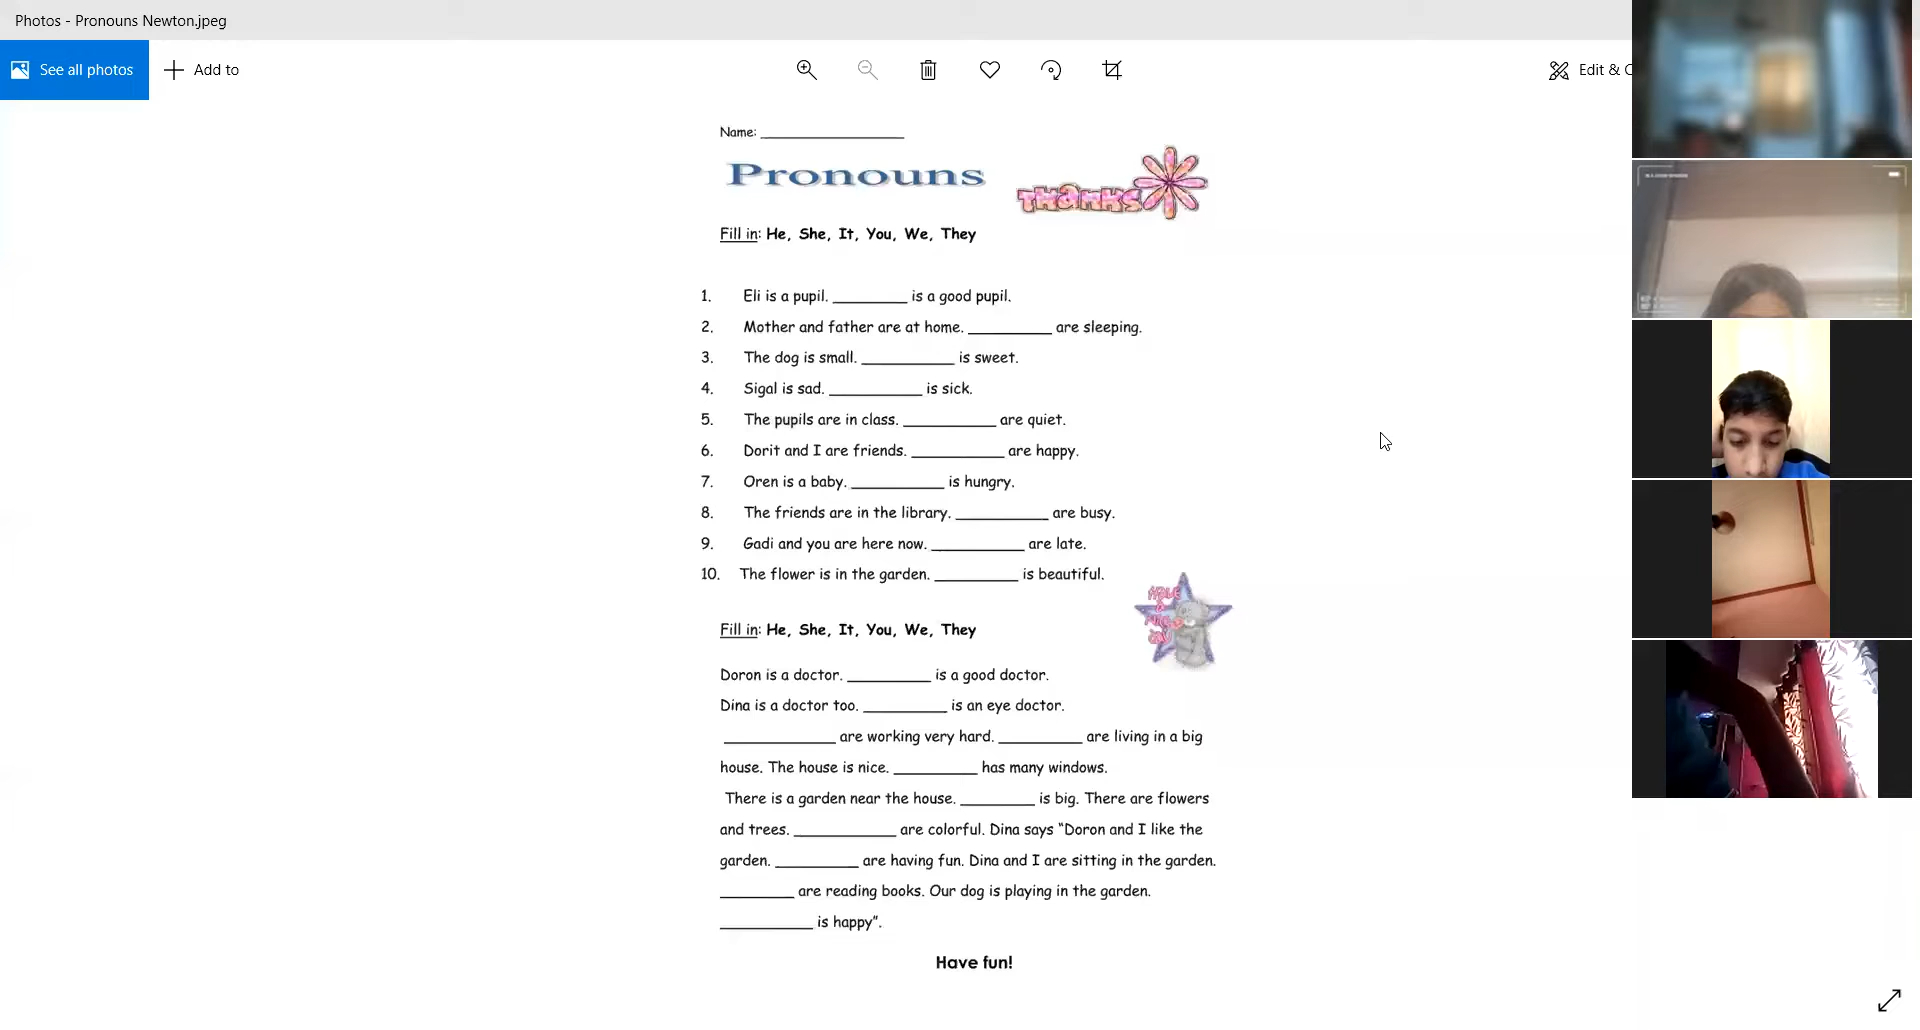 Photos - Pronouns Newton.jpeg
See all photos
Add to
Edit & C
Name: ____________________
Pronouns
THANKS
Fill in: He, She, It, You, We, They
1. Eli is a pupil. ________ is a good pupil.
2. Mother and father are at home. _________ are sleeping.
3. The dog is small. __________ is sweet.
4. Sigal is sad. __________ is sick.
5. The pupils are in class. __________ are quiet.
6. Dorit and I are friends. __________ are happy.
7. Oren is a baby. __________ is hungry.
8. The friends are in the library. __________ are busy.
9. Gadi and you are here now. __________ are late.
10. The flower is in the garden. _________ is beautiful.
HAVE
a
NICE
DAY
Fill in: He, She, It, You, We, They
Doron is a doctor. _________ is a good doctor.
Dina is a doctor too. _________ is an eye doctor.
____________ are working very hard. _________ are living in a big
house. The house is nice. _________ has many windows.
There is a garden near the house. ________ is big. There are flowers
and trees. ___________ are colorful. Dina says “Doron and I like the
garden. _________ are having fun. Dina and I are sitting in the garden.
________ are reading books. Our dog is playing in the garden.
__________ is happy”.
Have fun!